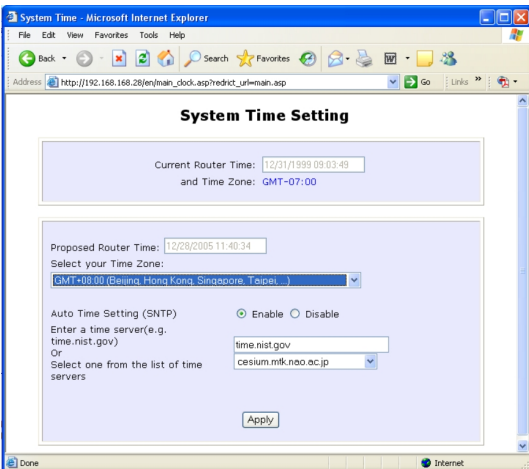 System Time - Microsoft Internet Explorer
File Edit View Favorites Tools Help
Back Search Favorites
Address http://192.168.168.28/en/main_clock.asp?redrict_url=main.asp Go Links »
System Time Setting
Current Router Time: 12/31/1999 09:03:49
and Time Zone: GMT-07:00
Proposed Router Time: 12/28/2005 11:40:34
Select your Time Zone:
GMT+08:00 (Beijing, Hong Kong, Singapore, Taipei, ...)
Auto Time Setting (SNTP) Enable Disable
Enter a time server(e.g.
time.nist.gov) time.nist.gov
Or
Select one from the list of time
servers cesium.mtk.nao.ac.jp
Apply
Done Internet